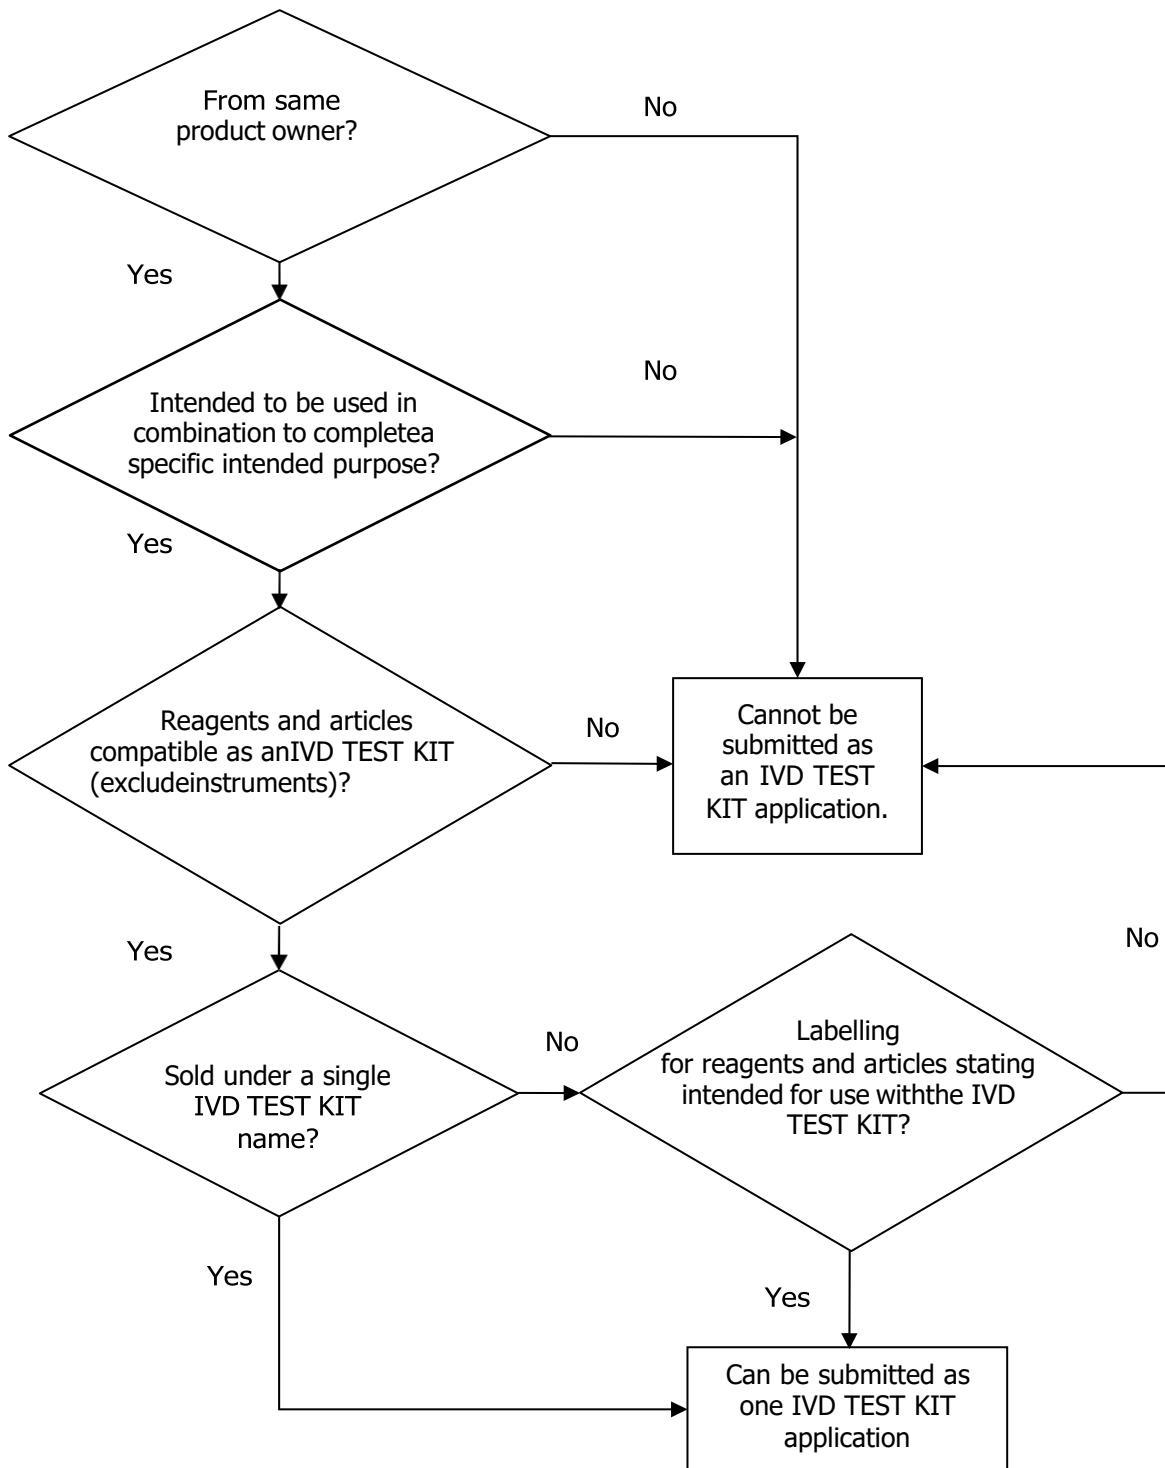 From same
product owner?
No
Yes
Intended to be used in
combination to completea
specific intended purpose?
No
Yes
Reagents and articles
compatible as anIVD TEST KIT
(excludeinstruments)?
No
Cannot be
submitted as
an IVD TEST
KIT application.
Yes
Sold under a single
IVD TEST KIT
name?
No
Labelling
for reagents and articles stating
intended for use withthe IVD
TEST KIT?
No
Yes
Yes
Can be submitted as
one IVD TEST KIT
application